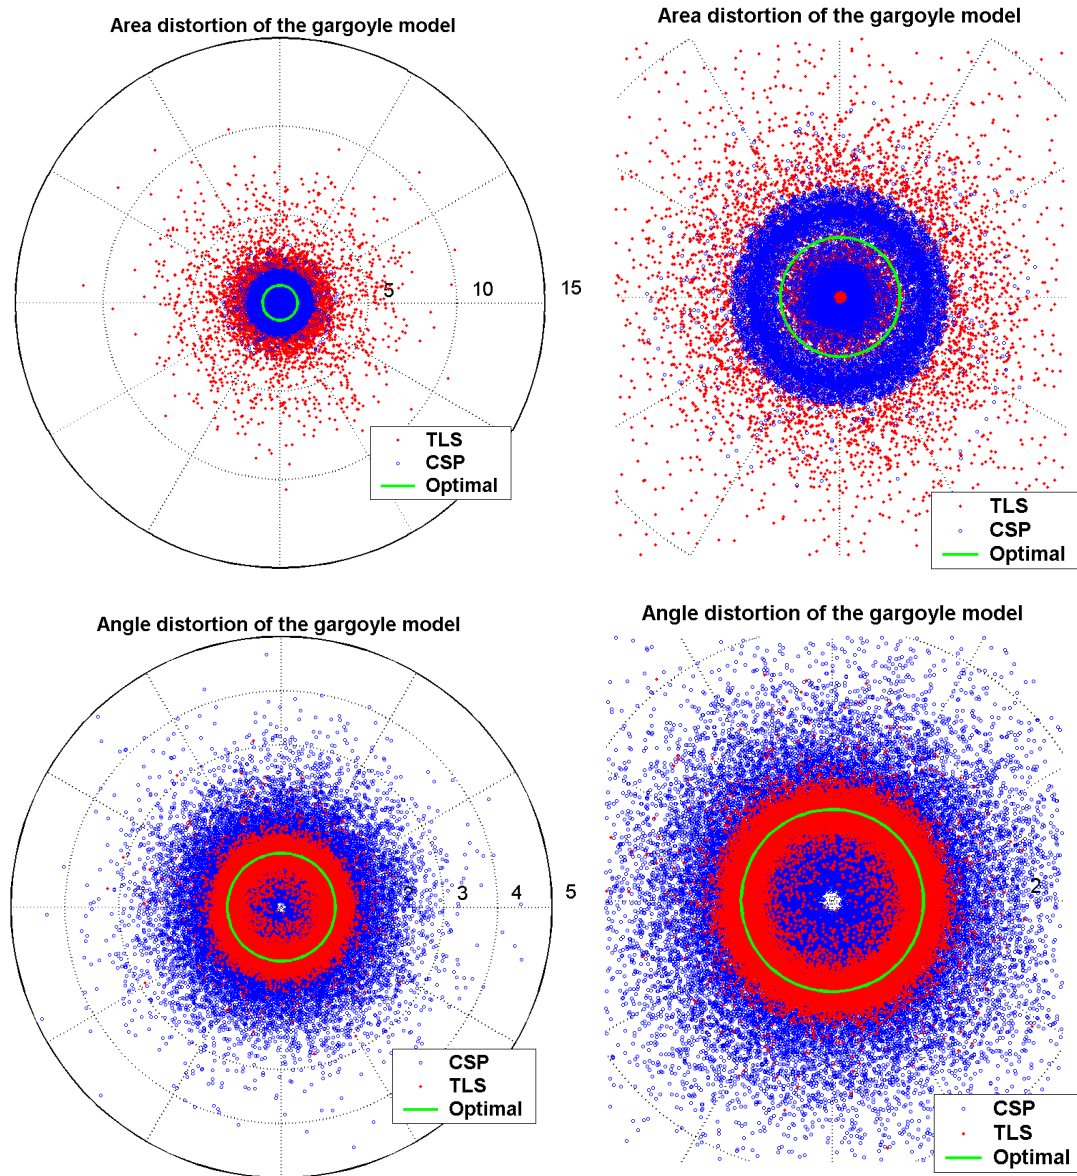 Area distortion of the gargoyle model
5 10 15
TLS
CSP
Optimal
Area distortion of the gargoyle model
TLS
CSP
Optimal
Angle distortion of the gargoyle model
2 3 4 5
CSP
TLS
Optimal
Angle distortion of the gargoyle model
2
CSP
TLS
Optimal